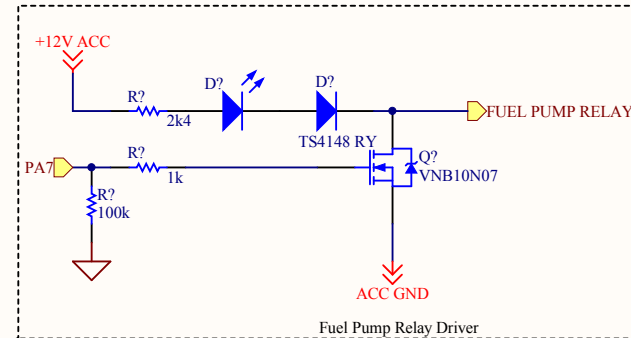 +12V ACC
R?
2k4
D?
D?
TS4148 RY
FUEL PUMP RELAY
PA7
R?
1k
R?
100k
Q?
VNB10N07
ACC GND
Fuel Pump Relay Driver